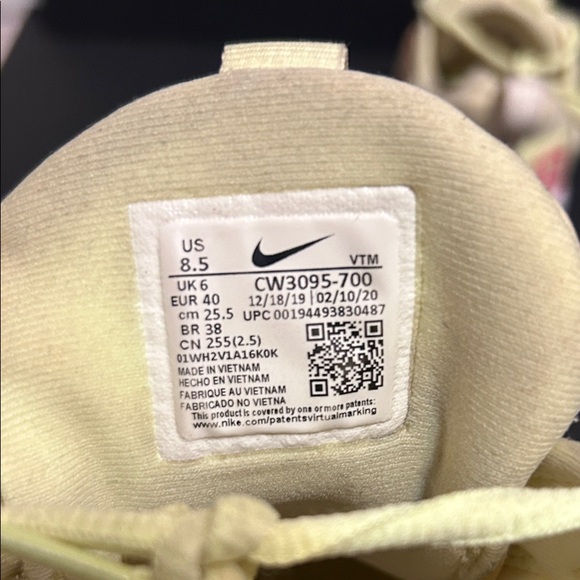 US
8.5
VTM
UK 6
CW3095-700
EUR 40
12/18/19 | 02/10/20
cm 25.5
UPC 00194493830487
BR 38
CN 255(2.5)
01WH2V1A16K0K
MADE IN VIETNAM
HECHO EN VIETNAM
FABRIQUE AU VIETNAM
FABRICADO NO VIETNA
This product is covered by one or more patents:
www.nike.com/patentsvirtualmarking